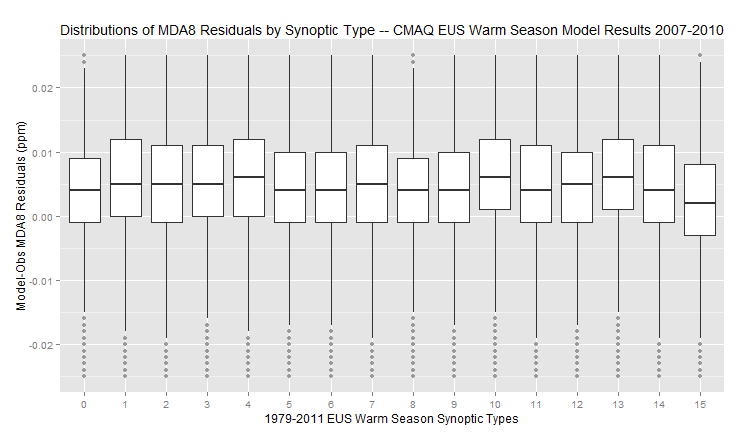 Distributions of MDA8 Residuals by Synoptic Type -- CMAQ EUS Warm Season Model Results 2007-2010
Model-Obs MDA8 Residuals (ppm)
0.02
0.01
0.00
-0.01
-0.02
0 1 2 3 4 5 6 7 8 9 10 11 12 13 14 15
1979-2011 EUS Warm Season Synoptic Types